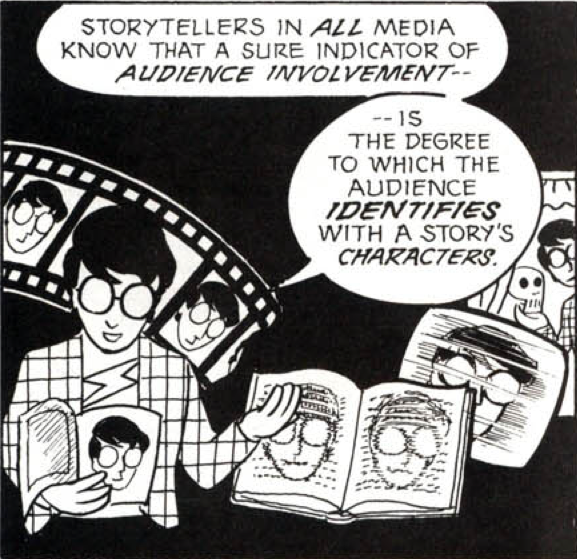 STORYTELLERS IN ALL MEDIA
KNOW THAT A SURE INDICATOR OF
AUDIENCE INVOLVEMENT--
--IS
THE DEGREE
TO WHICH THE
AUDIENCE
IDENTIFIES
WITH A STORY'S
CHARACTERS.